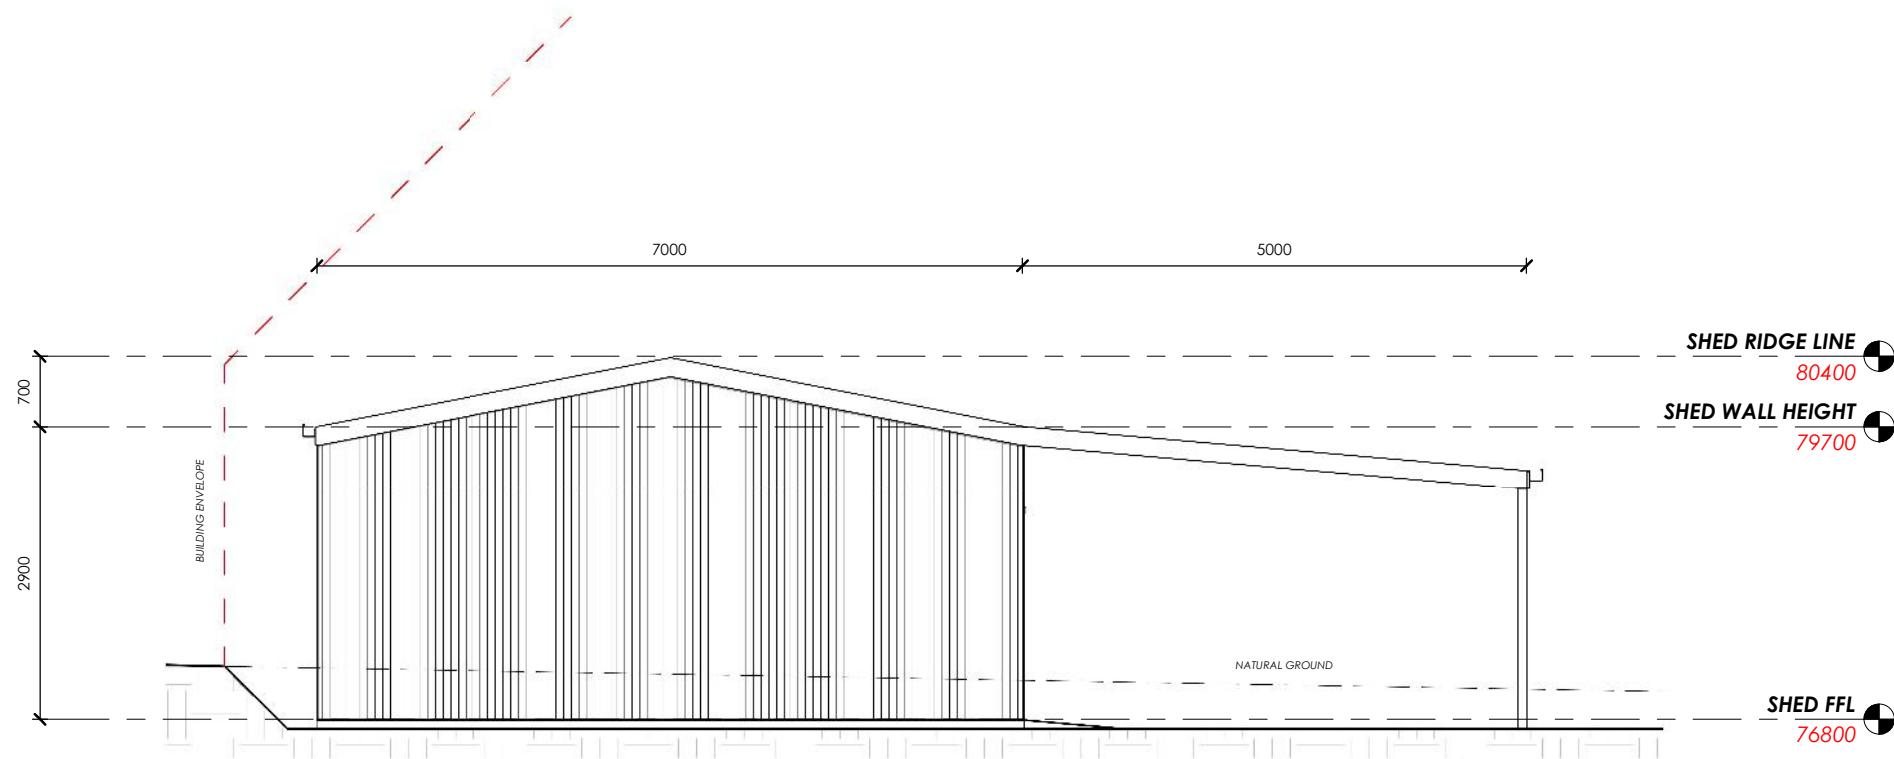 7000
5000
SHED RIDGE LINE
80400
700
SHED WALL HEIGHT
79700
BUILDING ENVELOPE
2900
NATURAL GROUND
SHED FFL
76800